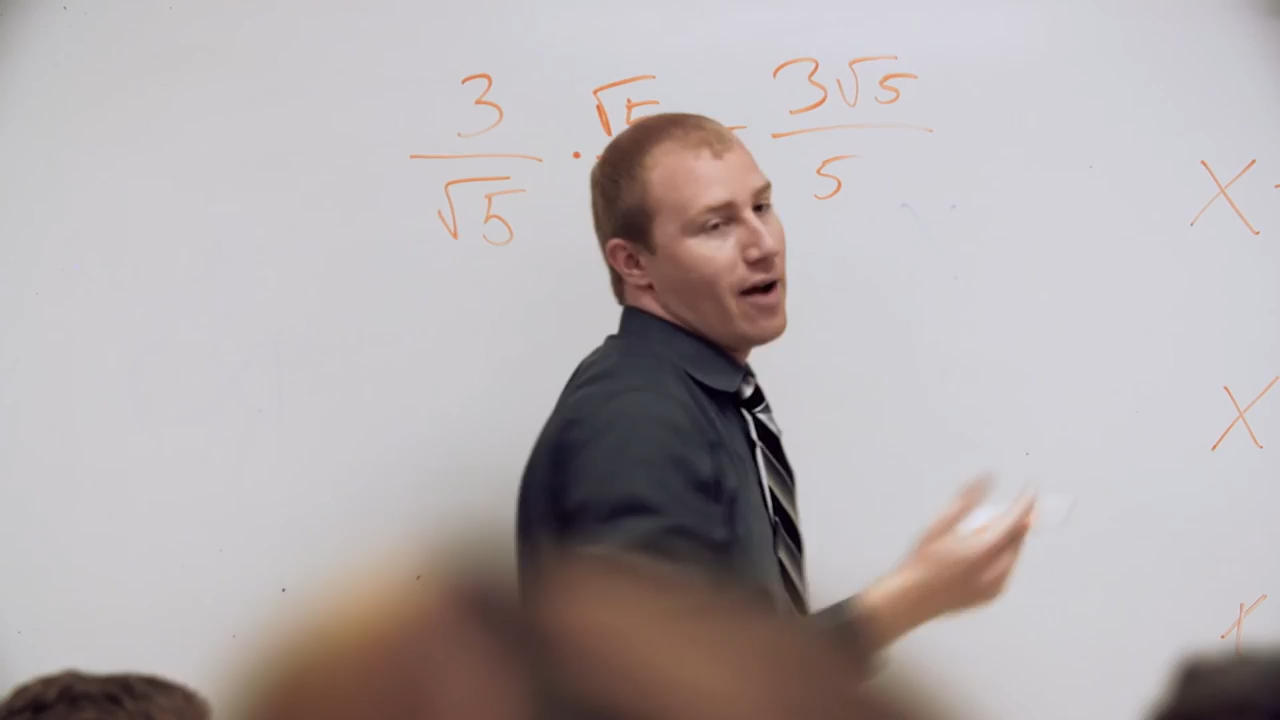 3/√5 · √5 = 3√5/5
X
X
x